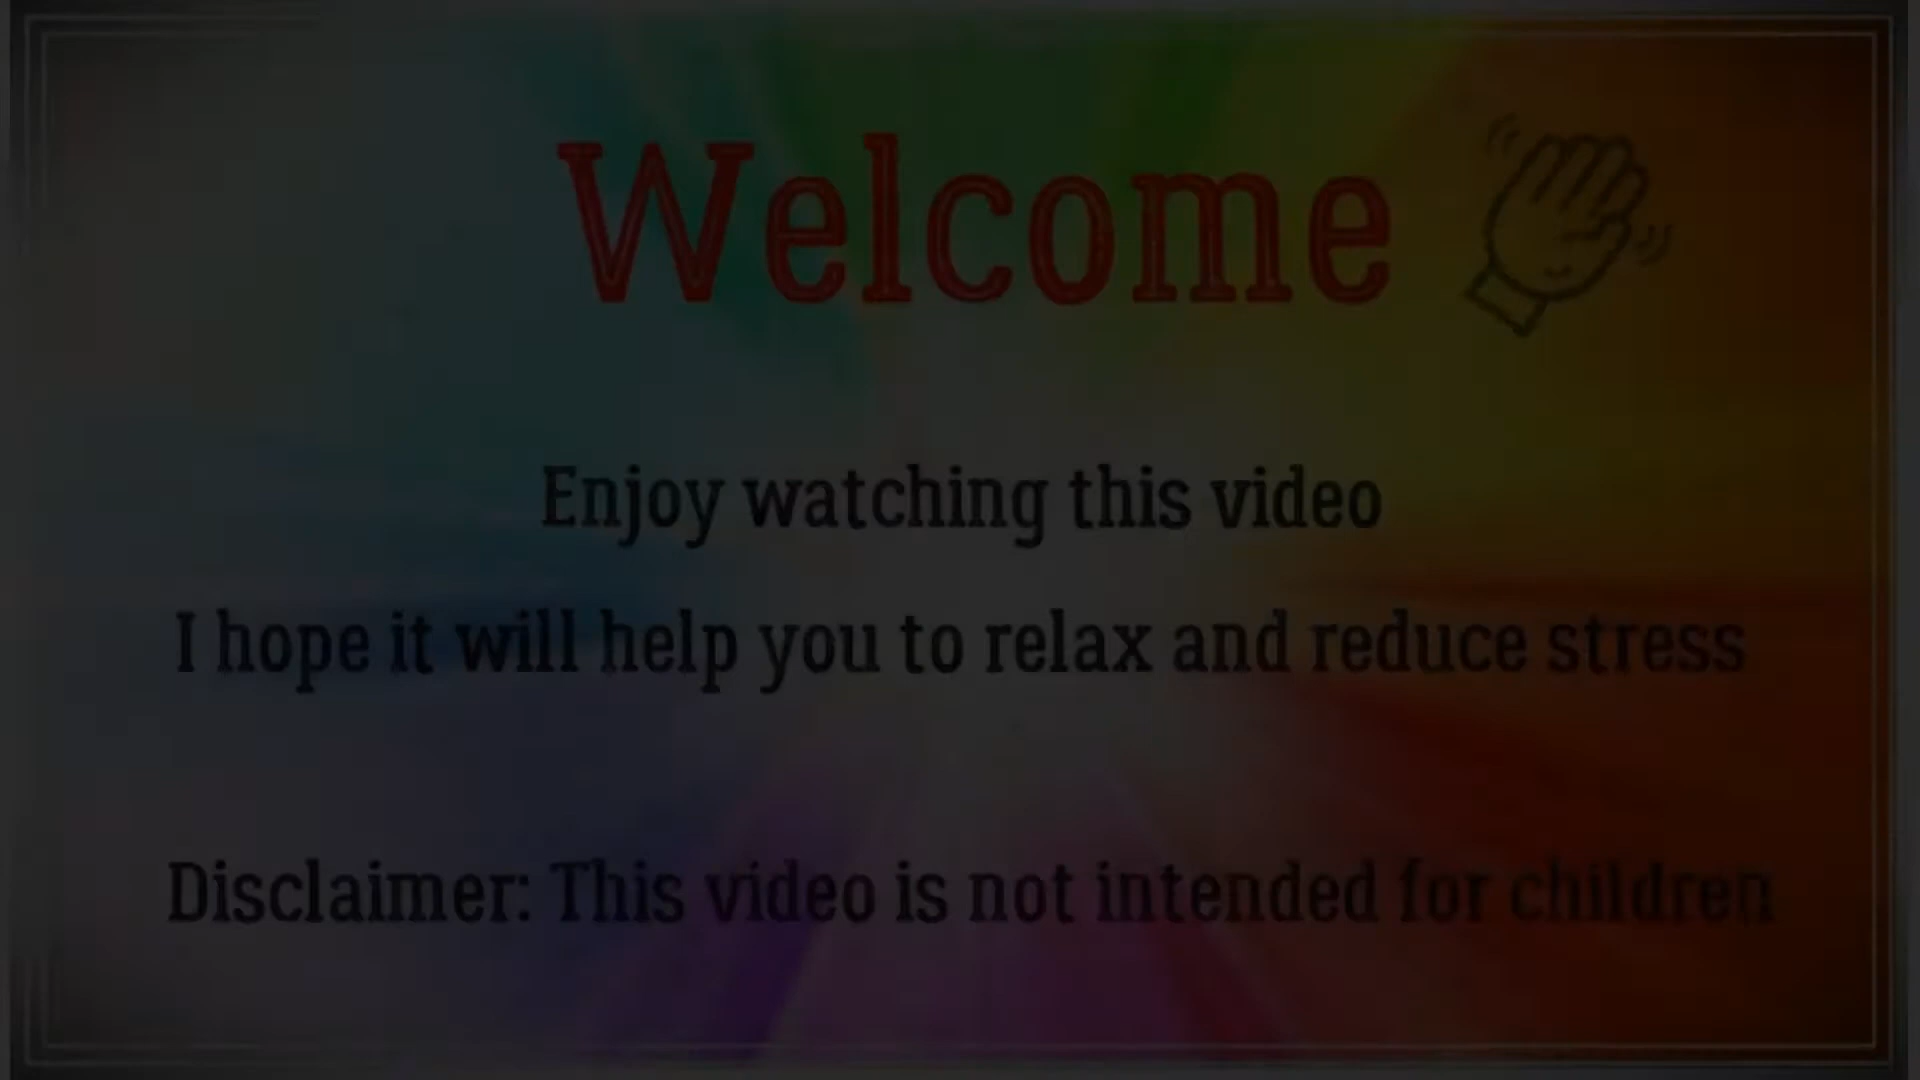 Welcome
Enjoy watching this video
I hope it will help you to relax and reduce stress
Disclaimer: This video is not intended for children